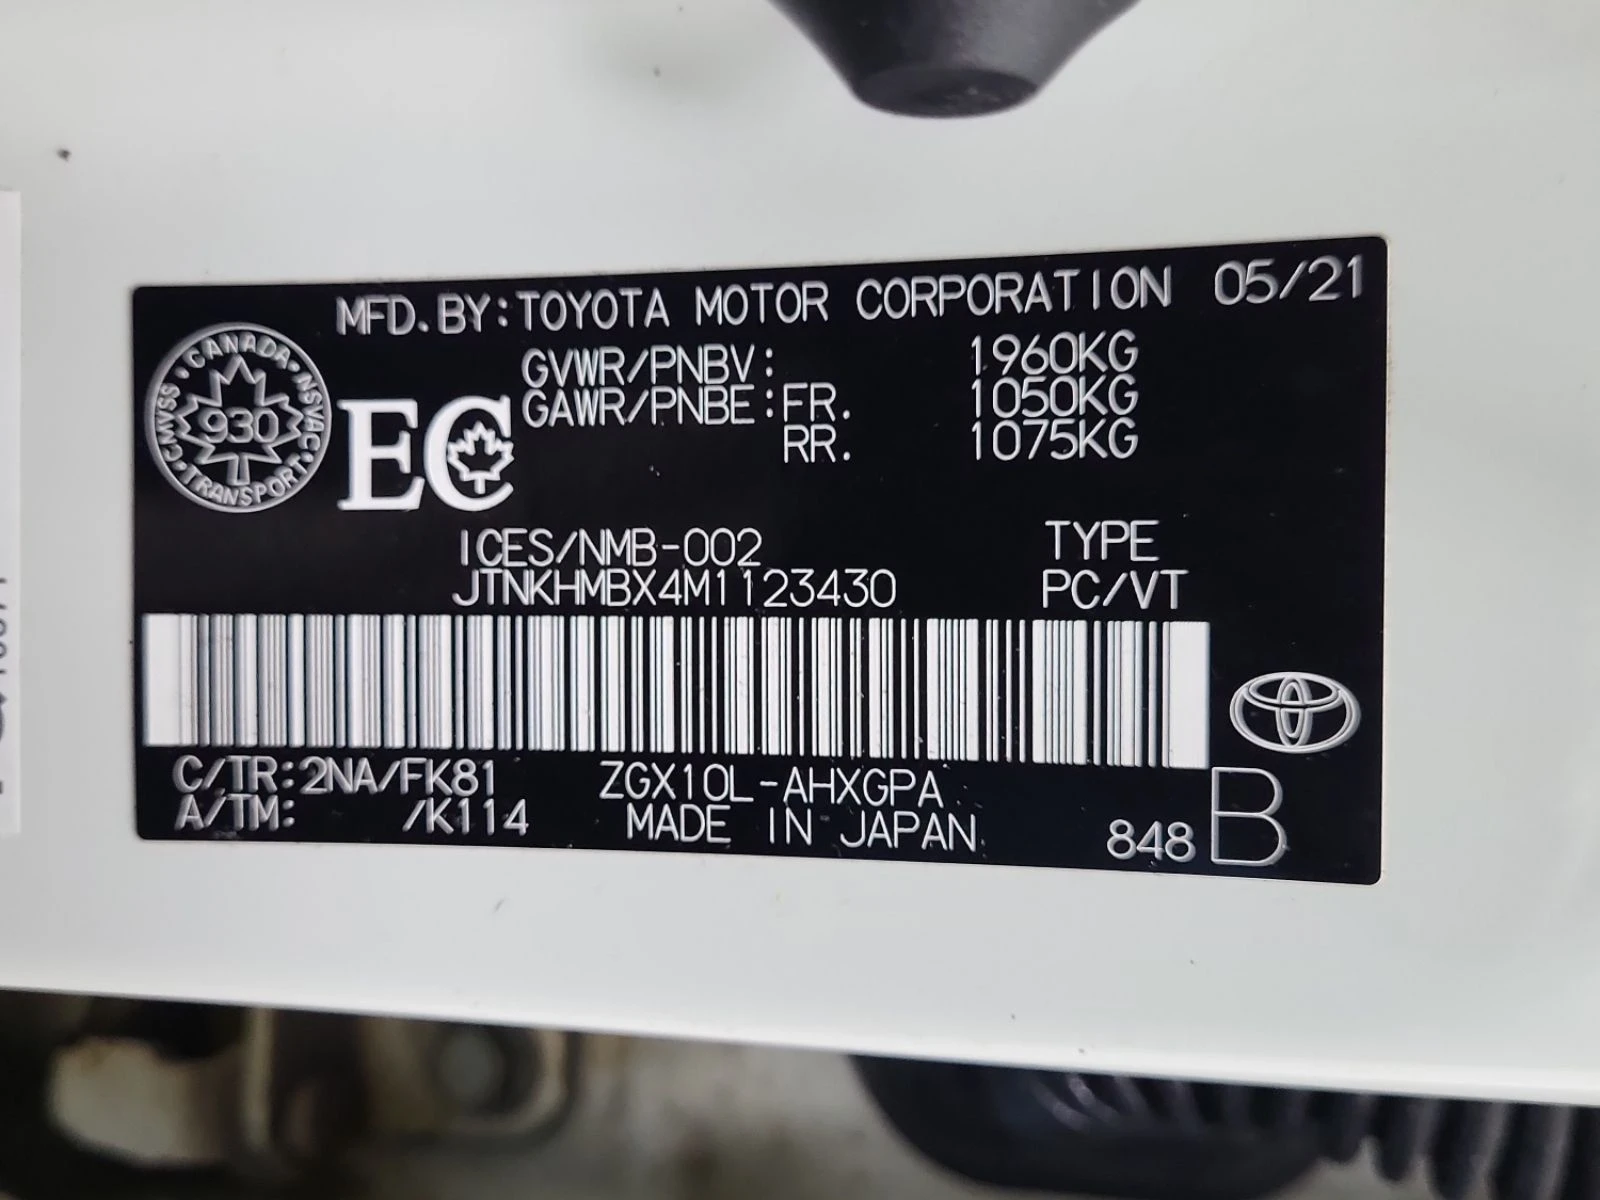 MFD.BY:TOYOTA MOTOR CORPORATION 05/21
GVWR/PNBV: 1960KG
GAWR/PNBE:FR. 1050KG
RR. 1075KG
CANADA
CMVSS NSVAC
930
TRANSPORT
EC
ICES/NMB-002 TYPE
JTNKHMBX4M1123430 PC/VT
C/TR:2NA/FK81 ZGX10L-AHXGPA
A/TM: /K114 MADE IN JAPAN
848 B